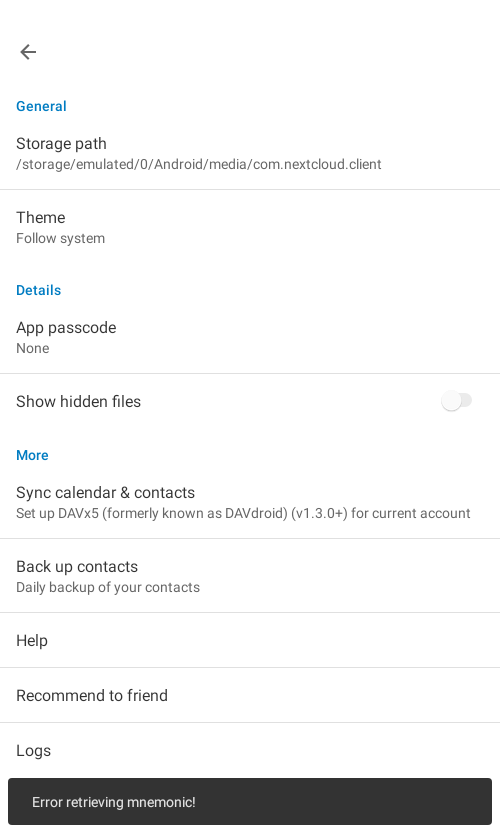 General
Storage path
/storage/emulated/0/Android/media/com.nextcloud.client
Theme
Follow system
Details
App passcode
None
Show hidden files
More
Sync calendar & contacts
Set up DAVx5 (formerly known as DAVdroid) (v1.3.0+) for current account
Back up contacts
Daily backup of your contacts
Help
Recommend to friend
Logs
Error retrieving mnemonic!